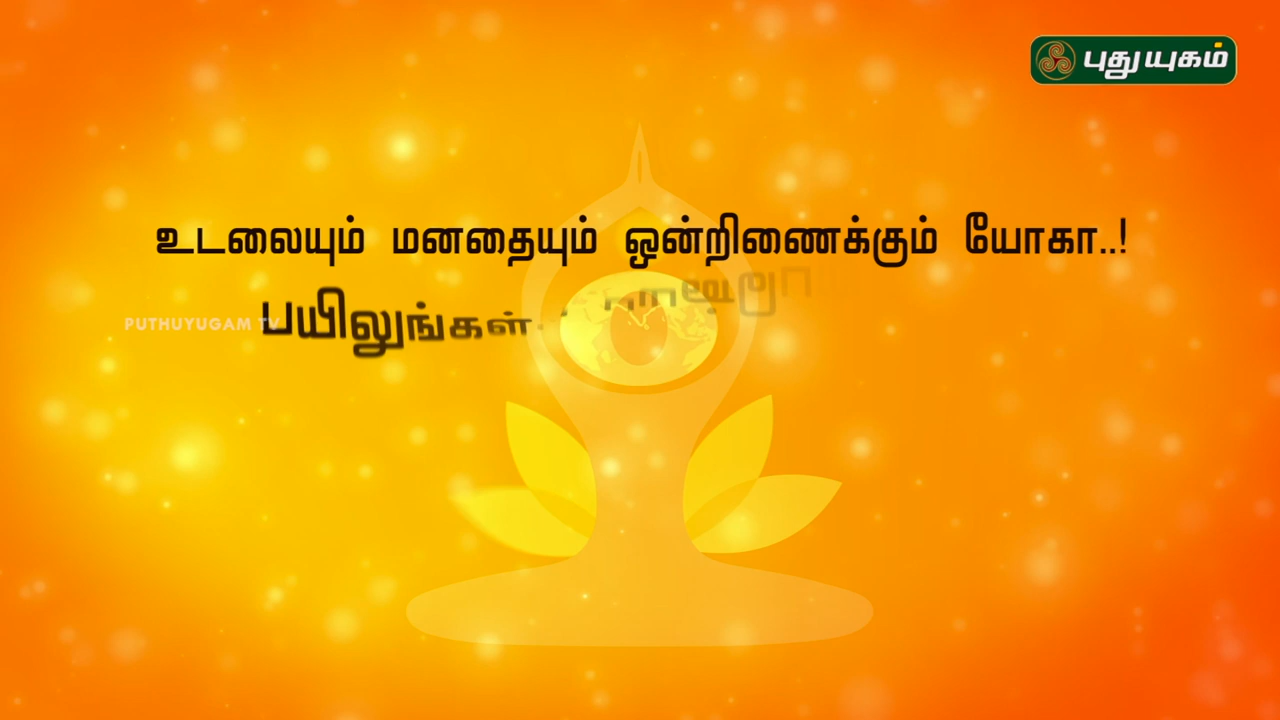 புதுயுகம்
உடலையும் மனதையும் ஒன்றிணைக்கும் யோகா..!
பயிலுங்கள்..
PUTHUYUGAM TV